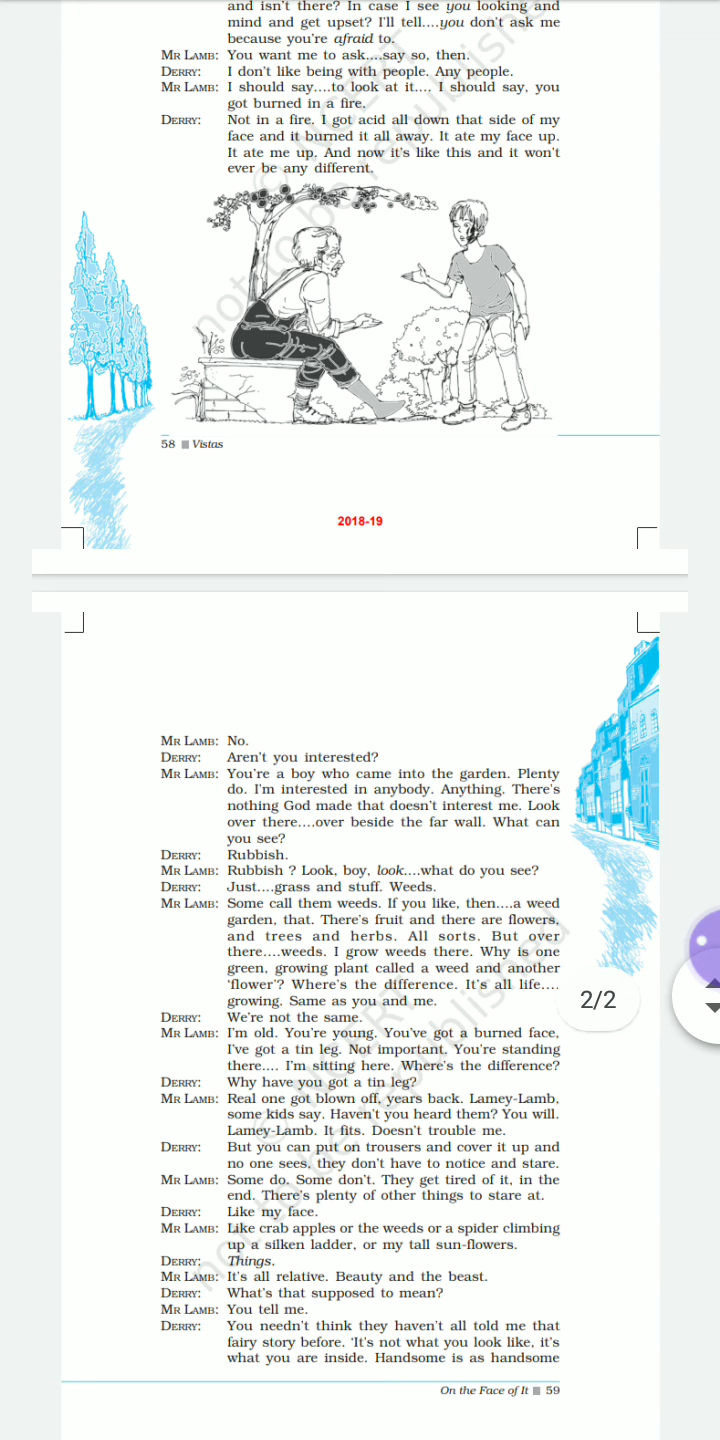 and isn't there? In case I see you looking and
mind and get upset? I'll tell....you don't ask me
because you're afraid to.
MR LAMB: You want me to ask....say so, then.
DERRY: I don't like being with people. Any people.
MR LAMB: I should say....to look at it.... I should say, you
got burned in a fire.
DERRY: Not in a fire. I got acid all down that side of my
face and it burned it all away. It ate my face up.
It ate me up. And now it's like this and it won't
ever be any different.
© NCERT
not to be republished
58 ■ Vistas
2018-19
MR LAMB: No.
DERRY: Aren't you interested?
MR LAMB: You're a boy who came into the garden. Plenty
do. I'm interested in anybody. Anything. There's
nothing God made that doesn't interest me. Look
over there....over beside the far wall. What can
you see?
DERRY: Rubbish.
MR LAMB: Rubbish ? Look, boy, look....what do you see?
DERRY: Just....grass and stuff. Weeds.
MR LAMB: Some call them weeds. If you like, then....a weed
garden, that. There's fruit and there are flowers,
and trees and herbs. All sorts. But over
there....weeds. I grow weeds there. Why is one
green, growing plant called a weed and another
'flower'? Where's the difference. It's all life....
growing. Same as you and me.
2/2
DERRY: We're not the same.
MR LAMB: I'm old. You're young. You've got a burned face,
I've got a tin leg. Not important. You're standing
there.... I'm sitting here. Where's the difference?
DERRY: Why have you got a tin leg?
MR LAMB: Real one got blown off, years back. Lamey-Lamb,
some kids say. Haven't you heard them? You will.
Lamey-Lamb. It fits. Doesn't trouble me.
DERRY: But you can put on trousers and cover it up and
no one sees, they don't have to notice and stare.
MR LAMB: Some do. Some don't. They get tired of it, in the
end. There's plenty of other things to stare at.
DERRY: Like my face.
MR LAMB: Like crab apples or the weeds or a spider climbing
up a silken ladder, or my tall sun-flowers.
DERRY: Things.
MR LAMB: It's all relative. Beauty and the beast.
DERRY: What's that supposed to mean?
MR LAMB: You tell me.
DERRY: You needn't think they haven't all told me that
fairy story before. 'It's not what you look like, it's
what you are inside. Handsome is as handsome
© NCERT
not to be republished
On the Face of It ■ 59